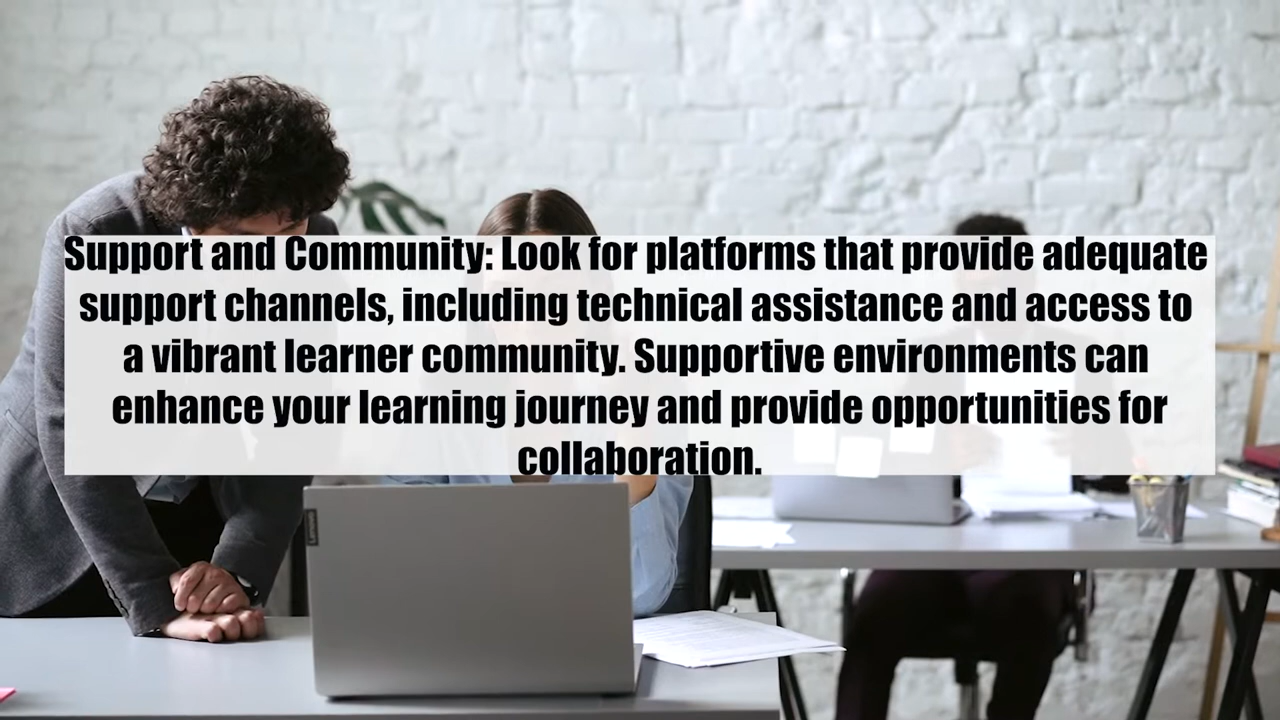 Support and Community: Look for platforms that provide adequate
support channels, including technical assistance and access to
a vibrant learner community. Supportive environments can
enhance your learning journey and provide opportunities for
collaboration.